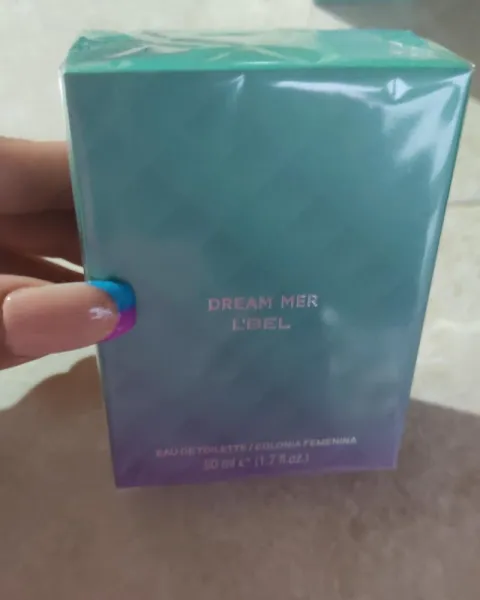 DREAM MER
L'BEL
EAU DE TOILETTE / COLONIA FEMENINA
50 ml e (1.7 fl.oz.)